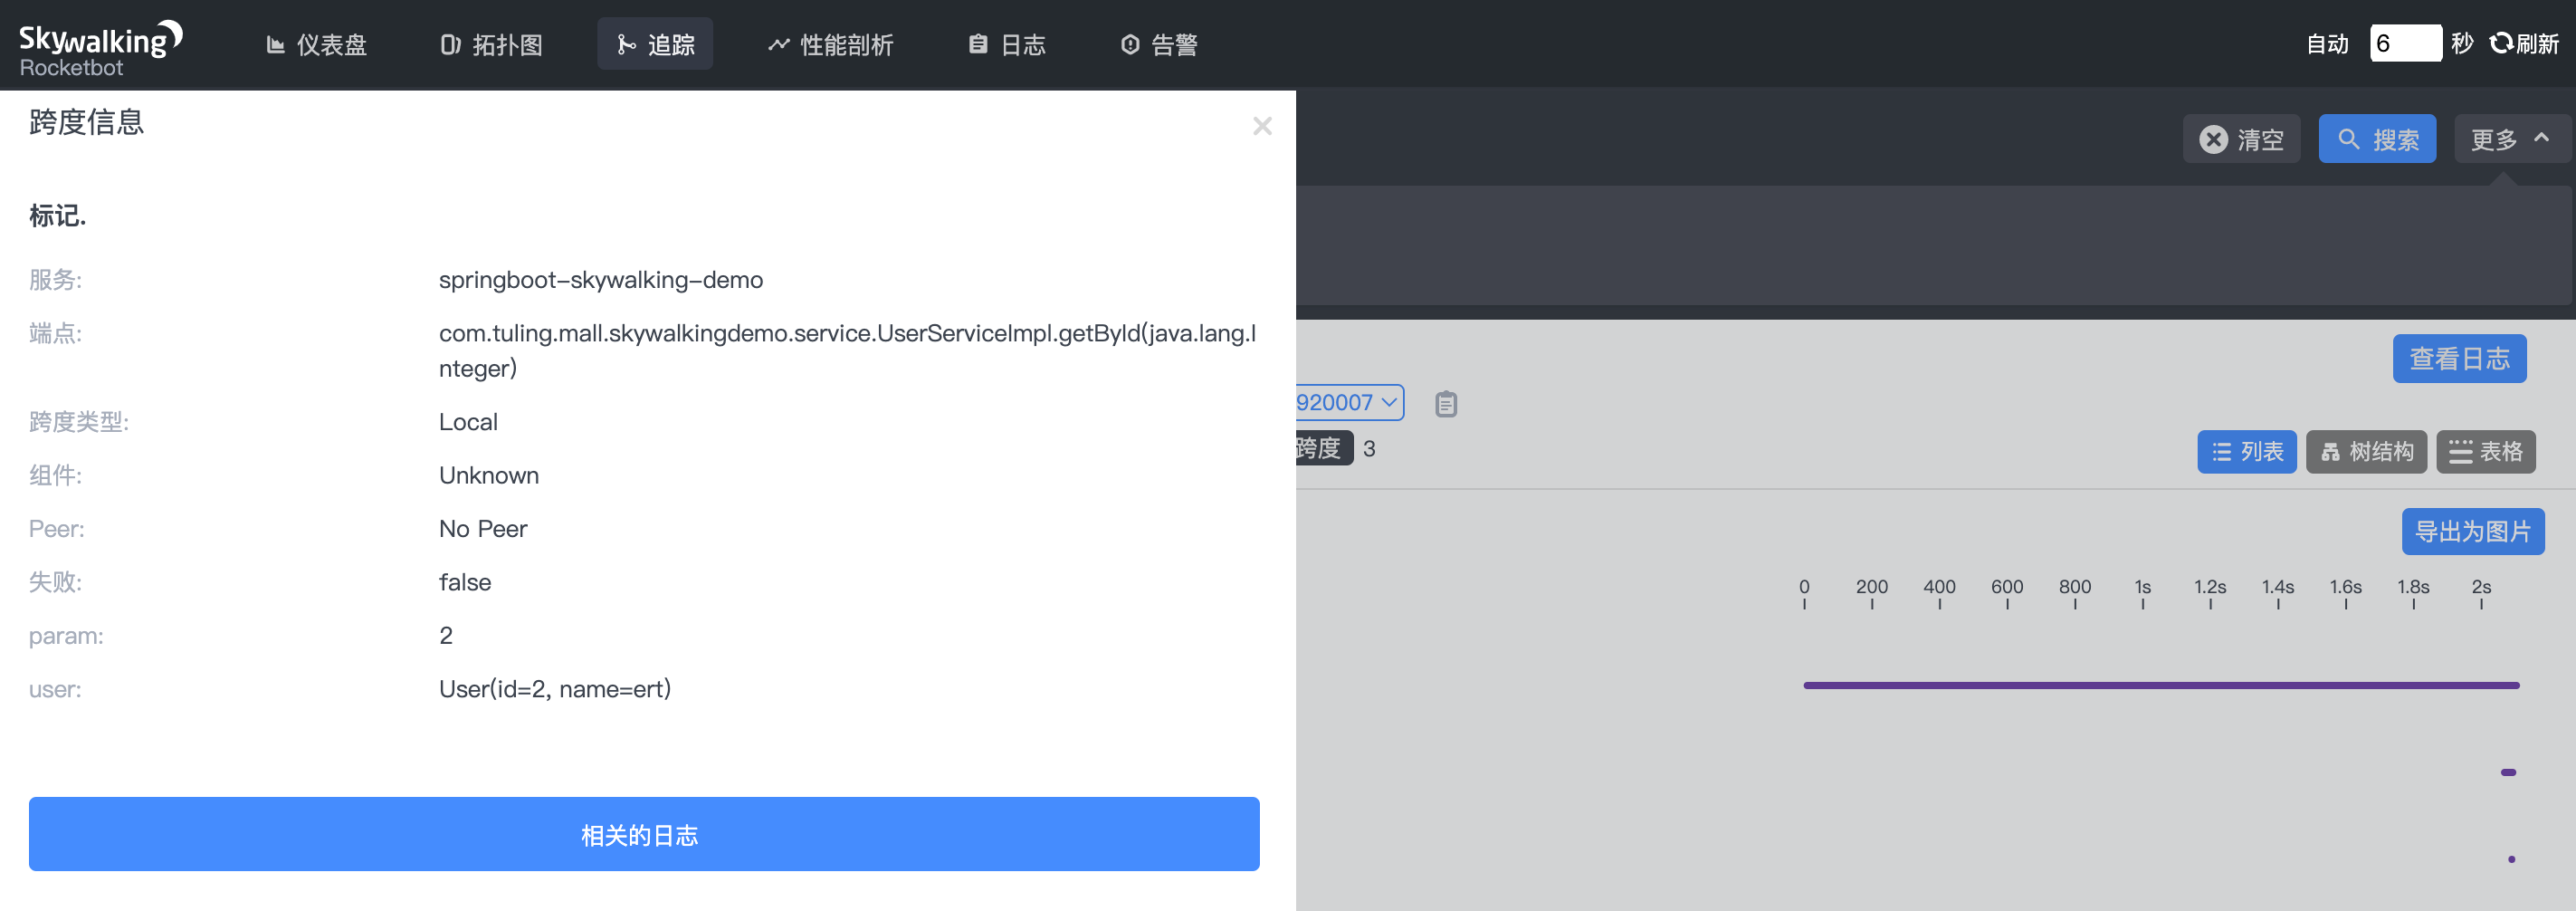 Skywalking
Rocketbot
仪表盘
拓扑图
追踪
性能剖析
日志
告警
自动 6 秒 刷新
跨度信息
清空
搜索
更多
标记.
服务: springboot-skywalking-demo
端点: com.tuling.mall.skywalkingdemo.service.UserServiceImpl.getById(java.lang.I
nteger)
跨度类型: Local
组件: Unknown
Peer: No Peer
失败: false
param: 2
user: User(id=2, name=ert)
相关的日志
查看日志
920007
跨度 3
列表
树结构
表格
导出为图片
0 200 400 600 800 1s 1.2s 1.4s 1.6s 1.8s 2s